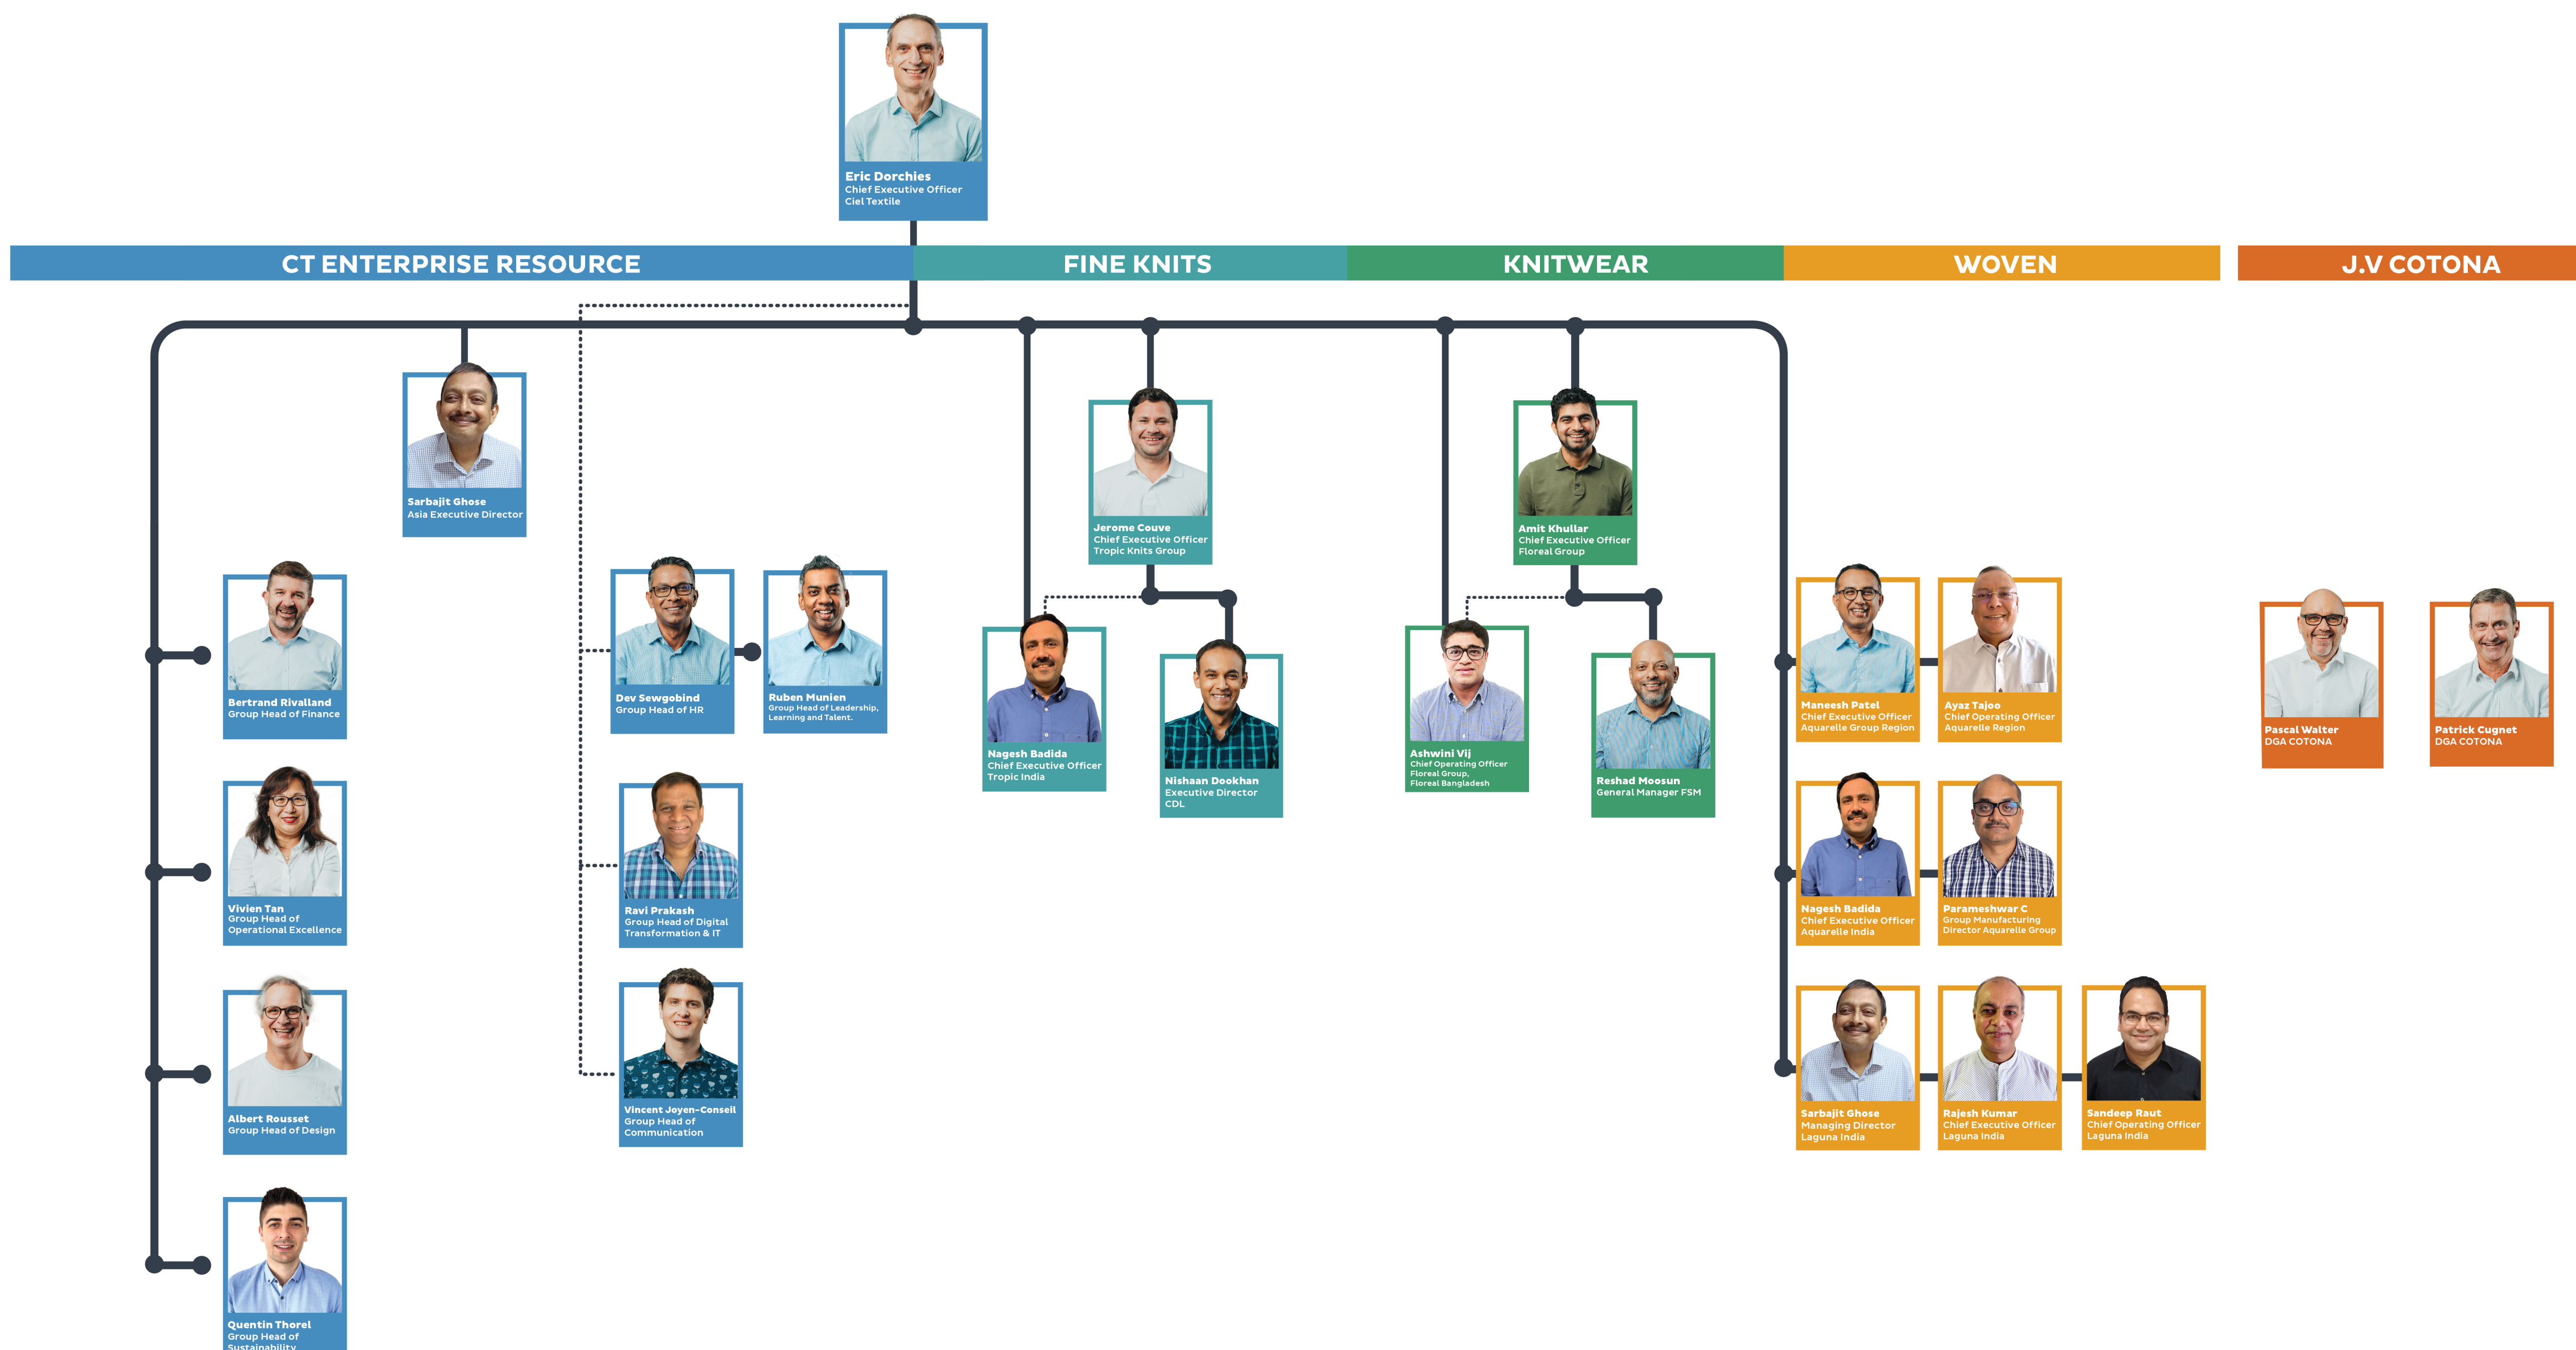 Eric Dorchies
Chief Executive Officer
Ciel Textile
CT ENTERPRISE RESOURCE
FINE KNITS
KNITWEAR
WOVEN
J.V COTONA
Sarbajit Ghose
Asia Executive Director
Bertrand Rivalland
Group Head of Finance
Vivien Tan
Group Head of
Operational Excellence
Albert Rousset
Group Head of Design
Quentin Thorel
Group Head of
Sustainability
Dev Sewgobind
Group Head of HR
Ruben Munien
Group Head of Leadership,
Learning and Talent.
Ravi Prakash
Group Head of Digital
Transformation & IT
Vincent Joyen-Conseil
Group Head of
Communication
Jerome Couve
Chief Executive Officer
Tropic Knits Group
Nagesh Badida
Chief Executive Officer
Tropic India
Nishaan Dookhan
Executive Director
CDL
Amit Khullar
Chief Executive Officer
Floreal Group
Ashwini Vij
Chief Operating Officer
Floreal Group,
Floreal Bangladesh
Reshad Moosun
General Manager FSM
Maneesh Patel
Chief Executive Officer
Aquarelle Group Region
Ayaz Tajoo
Chief Operating Officer
Aquarelle Region
Nagesh Badida
Chief Executive Officer
Aquarelle India
Parameshwar C
Group Manufacturing
Director Aquarelle Group
Sarbajit Ghose
Managing Director
Laguna India
Rajesh Kumar
Chief Executive Officer
Laguna India
Sandeep Raut
Chief Operating Officer
Laguna India
Pascal Walter
DGA COTONA
Patrick Cugnet
DGA COTONA